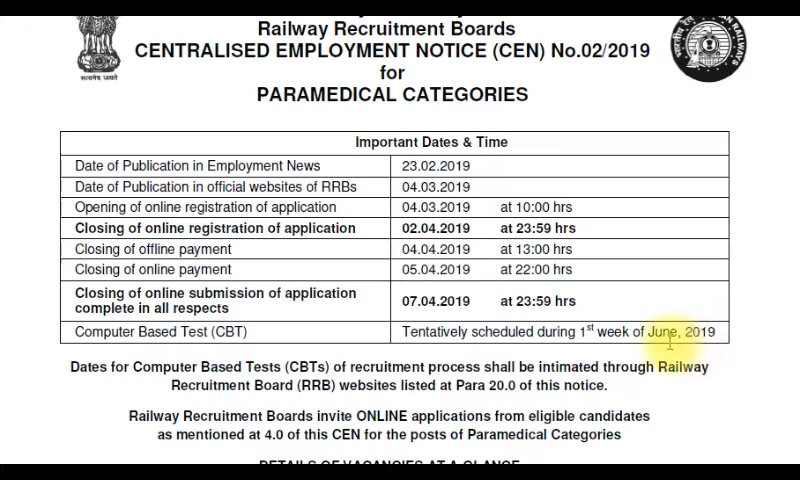 Railway Recruitment Boards
CENTRALISED EMPLOYMENT NOTICE (CEN) No.02/2019
for
PARAMEDICAL CATEGORIES
सत्यमेव जयते
Important Dates & Time
Date of Publication in Employment News 23.02.2019
Date of Publication in official websites of RRBs 04.03.2019
Opening of online registration of application 04.03.2019 at 10:00 hrs
Closing of online registration of application 02.04.2019 at 23:59 hrs
Closing of offline payment 04.04.2019 at 13:00 hrs
Closing of online payment 05.04.2019 at 22:00 hrs
Closing of online submission of application
complete in all respects 07.04.2019 at 23:59 hrs
Computer Based Test (CBT) Tentatively scheduled during 1st week of June, 2019
Dates for Computer Based Tests (CBTs) of recruitment process shall be intimated through Railway
Recruitment Board (RRB) websites listed at Para 20.0 of this notice.
Railway Recruitment Boards invite ONLINE applications from eligible candidates
as mentioned at 4.0 of this CEN for the posts of Paramedical Categories
DETAILS OF VACANCIES AT A GLANCE